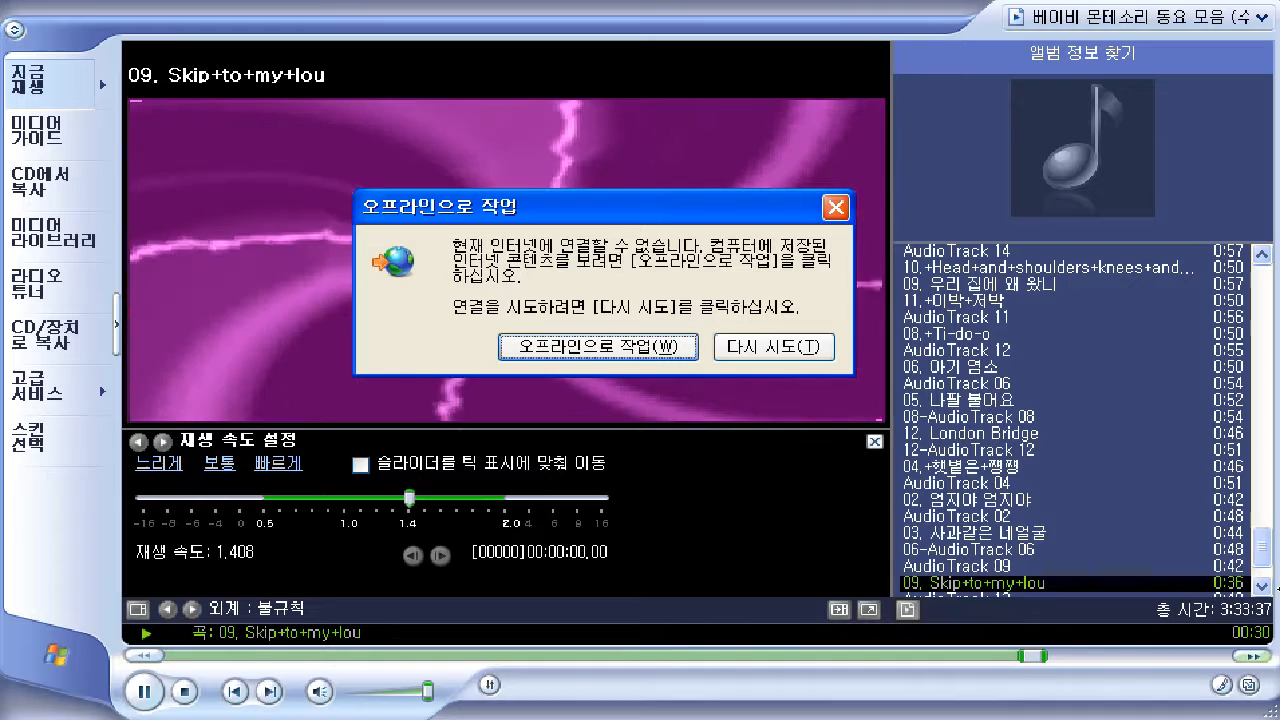 베이비 몬테소리 동요 모음 (수
지금
재생
미디어
가이드
CD에서
복사
미디어
라이브러리
라디오
튜너
CD/장치
로 복사
고급
서비스
스킨
선택
09. Skip+to+my+lou
오프라인으로 작업
현재 인터넷에 연결할 수 없습니다. 컴퓨터에 저장된
인터넷 콘텐츠를 보려면 [오프라인으로 작업]을 클릭
하십시오.
연결을 시도하려면 [다시 시도]를 클릭하십시오.
오프라인으로 작업(W) 다시 시도(T)
재생 속도 설정
느리게 보통 빠르게 슬라이더를 틱 표시에 맞춰 이동
-16 -8 -6 -4 0 0.5 1.0 1.4 2.0 4 6 8 16
재생 속도: 1.408 [00000]00:00:00.00
외계 : 불규칙
앨범 정보 찾기
AudioTrack 14 0:57
10.+Head+and+shoulders+knees+and... 0:50
09. 우리 집에 왜 왔니 0:57
11.+이박+저박 0:50
AudioTrack 11 0:56
08.+Ti-do-o 0:50
AudioTrack 12 0:55
06. 아기 염소 0:50
AudioTrack 06 0:54
05. 나팔 불어요 0:52
08-AudioTrack 08 0:54
12. London Bridge 0:46
12-AudioTrack 12 0:50
04.+햇볕은+쨍쨍 0:46
AudioTrack 04 0:51
02. 엄지야 엄지야 0:42
AudioTrack 02 0:48
03. 사과같은 내얼굴 0:44
06-AudioTrack 06 0:48
AudioTrack 09 0:42
09. Skip+to+my+lou 0:36
총 시간: 3:33:37
곡: 09. Skip+to+my+lou 00:30